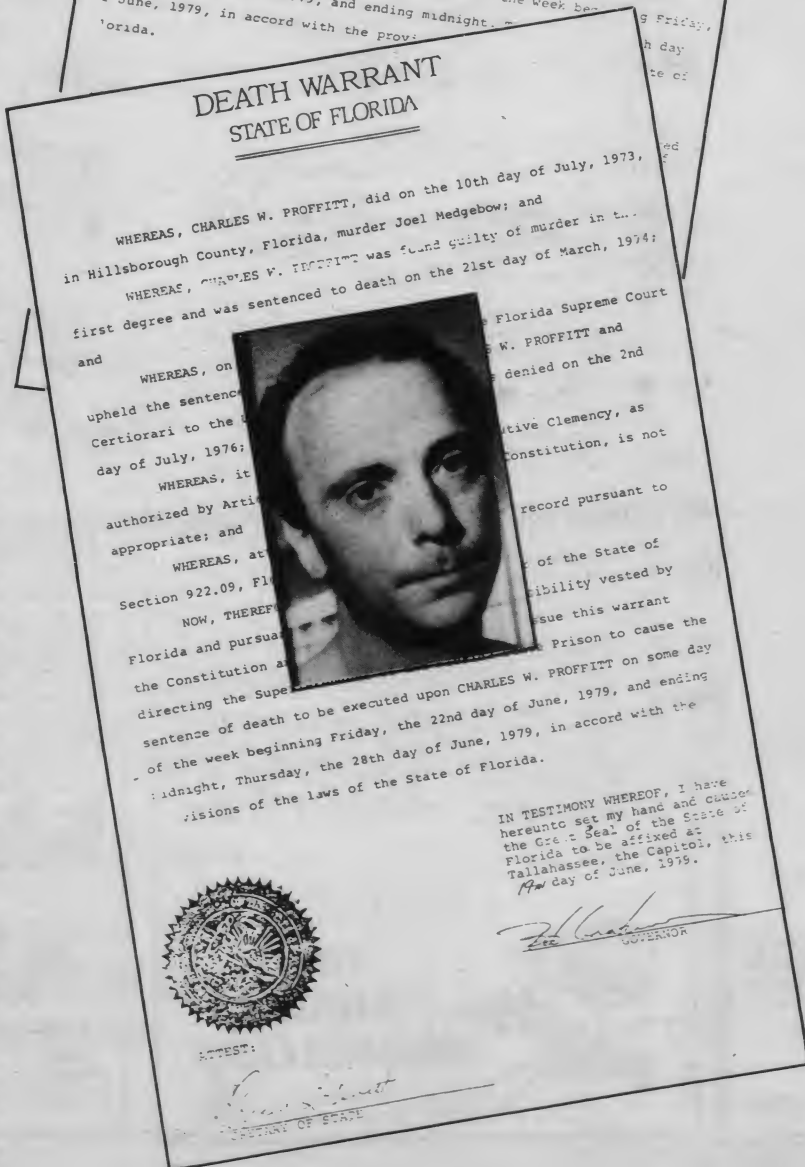 June, 1979, in accord with the
and ending midnight.
Friday,
h day
DEATH WARRANT
STATE OF FLORIDA
WHEREAS, CHARLES W. PROFFITT, did on the 10th day of July, 1973,
in Hillsborough County, Florida, murder Joel Medgebow; and
WHEREAS, CHARLES W. PROFFITT was found guilty of murder in
first degree and was sentenced to death on the 21st day of March, 1974;
and
WHEREAS, on Florida Supreme Court
upheld the sentence W. PROFFITT and
Certiorari to the denied on the 2nd
day of July, 1976;
WHEREAS, it utive Clemency, as
authorized by Arti Constitution, is not
appropriate; and
WHEREAS, at record pursuant to
Section 922.09, Fl
NOW, THEREF of the State of
Florida and pursua ibility vested by
the Constitution a ssue this warrant
directing the Supe Prison to cause the
sentence of death to be executed upon CHARLES W. PROFFITT on some day
of the week beginning Friday, the 22nd day of June, 1979, and ending
idnight, Thursday, the 28th day of June, 1979, in accord with the
visions of the laws of the State of Florida.
IN TESTIMONY WHEREOF, I have
hereunto set my hand and caused
the Great Seal of the State of
Florida to be affixed at
Tallahassee, the Capitol, this
day of June, 1979.
GOVERNOR
ATTEST:
SECRETARY OF STATE